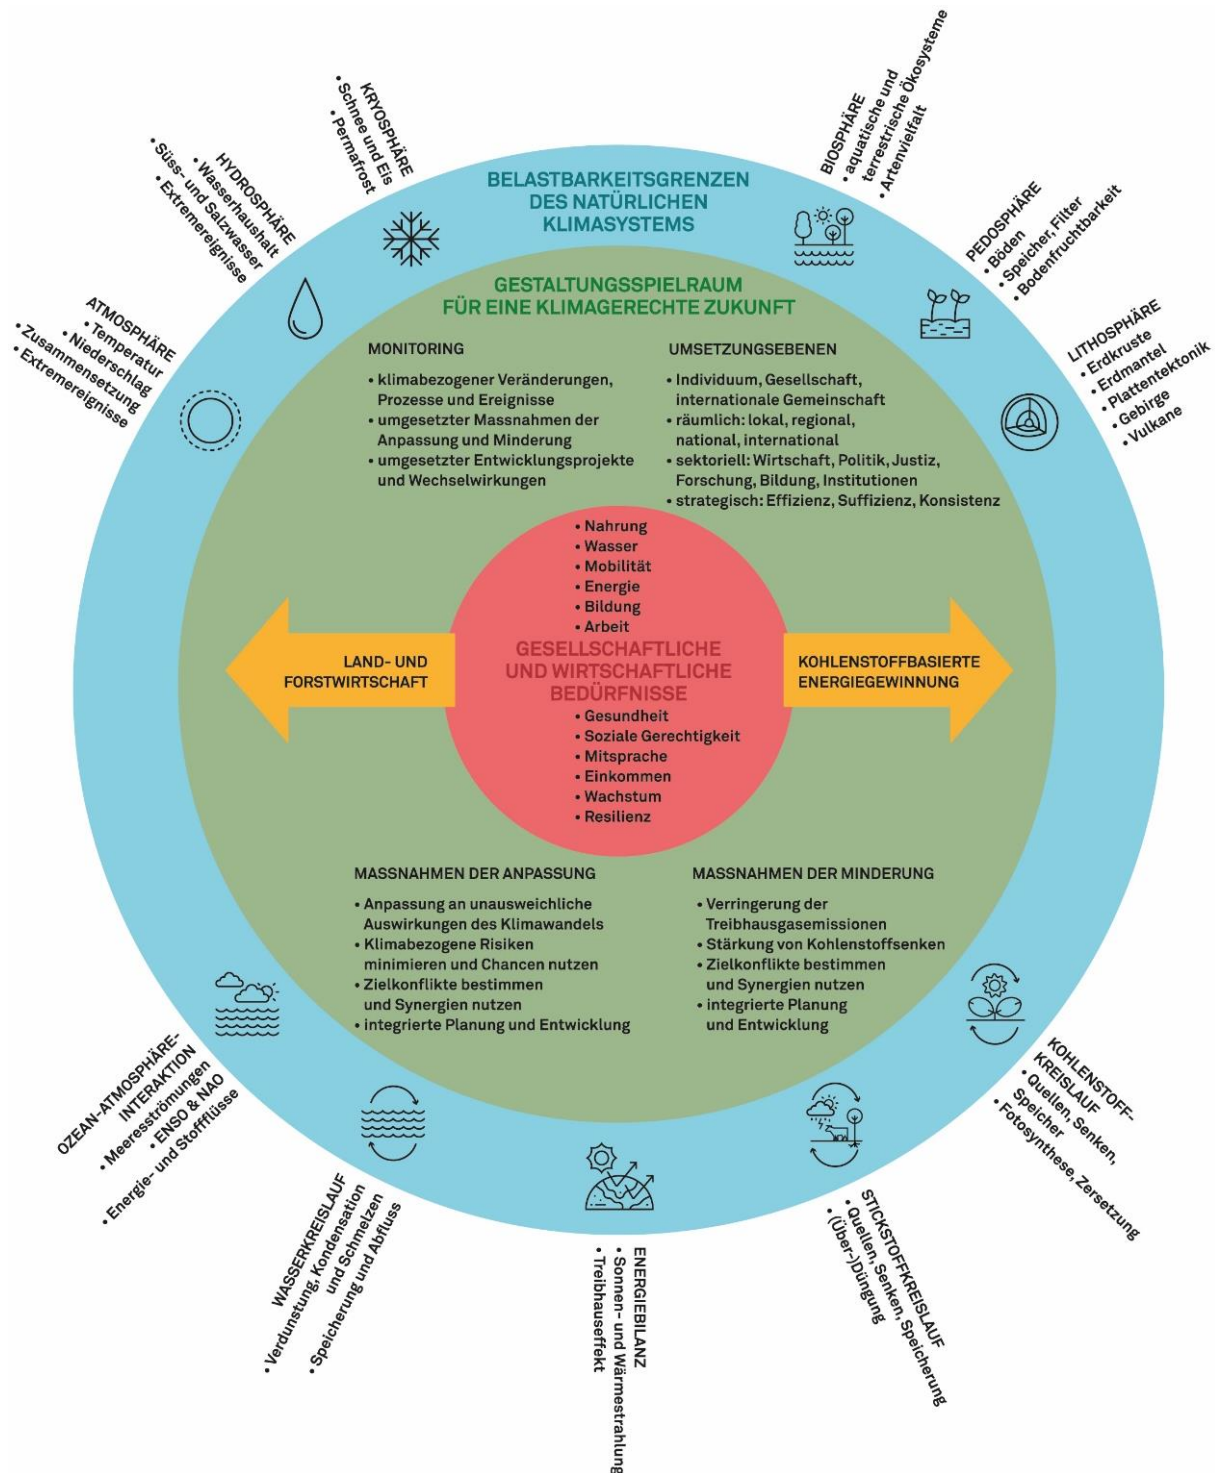 KRYOSPHÄRE
• Schnee und Eis
• Permafrost
HYDROSPHÄRE
• Wasserhaushalt
• Süss- und Salzwasser
• Extremereignisse
ATMOSPHÄRE
• Temperatur
• Niederschlag
• Zusammensetzung
• Extremereignisse
BIOSPHÄRE
• aquatische und
terrestrische Ökosysteme
• Artenvielfalt
PEDOSPHÄRE
• Böden
• Speicher, Filter
• Bodenfruchtbarkeit
LITHOSPHÄRE
• Erdkruste
• Erdmantel
• Plattentektonik
• Gebirge
• Vulkane
BELASTBARKEITSGRENZEN
DES NATÜRLICHEN
KLIMASYSTEMS
GESTALTUNGSSPIELRAUM
FÜR EINE KLIMAGERECHTE ZUKUNFT
MONITORING
• klimabezogener Veränderungen,
Prozesse und Ereignisse
• umgesetzter Massnahmen der
Anpassung und Minderung
• umgesetzter Entwicklungsprojekte
und Wechselwirkungen
UMSETZUNGSEBENEN
• Individuum, Gesellschaft,
internationale Gemeinschaft
• räumlich: lokal, regional,
national, international
• sektoriell: Wirtschaft, Politik, Justiz,
Forschung, Bildung, Institutionen
• strategisch: Effizienz, Suffizienz, Konsistenz
• Nahrung
• Wasser
• Mobilität
• Energie
• Bildung
• Arbeit
GESELLSCHAFTLICHE
UND WIRTSCHAFTLICHE
BEDÜRFNISSE
• Gesundheit
• Soziale Gerechtigkeit
• Mitsprache
• Einkommen
• Wachstum
• Resilienz
LAND- UND
FORSTWIRTSCHAFT
KOHLENSTOFFBASIERTE
ENERGIEGEWINNUNG
MASSNAHMEN DER ANPASSUNG
• Anpassung an unausweichliche
Auswirkungen des Klimawandels
• Klimabezogene Risiken
minimieren und Chancen nutzen
• Zielkonflikte bestimmen
und Synergien nutzen
• integrierte Planung und Entwicklung
MASSNAHMEN DER MINDERUNG
• Verringerung der
Treibhausgasemissionen
• Stärkung von Kohlenstoffsenken
• Zielkonflikte bestimmen
und Synergien nutzen
• integrierte Planung
und Entwicklung
OZEAN-ATMOSPHÄRE-
INTERAKTION
• Meeresströmungen
• ENSO & NAO
• Energie- und Stoffflüsse
WASSERKREISLAUF
• Verdunstung, Kondensation
und Schmelzen
• Speicherung und Abfluss
ENERGIEBILANZ
• Sonnen- und Wärmestrahlung
• Treibhauseffekt
STICKSTOFFKREISLAUF
• Quellen, Senken, Speicherung
• (Über-)Düngung
KOHLENSTOFF-
KREISLAUF
• Quellen, Senken,
Speicher
• Fotosynthese, Zersetzung